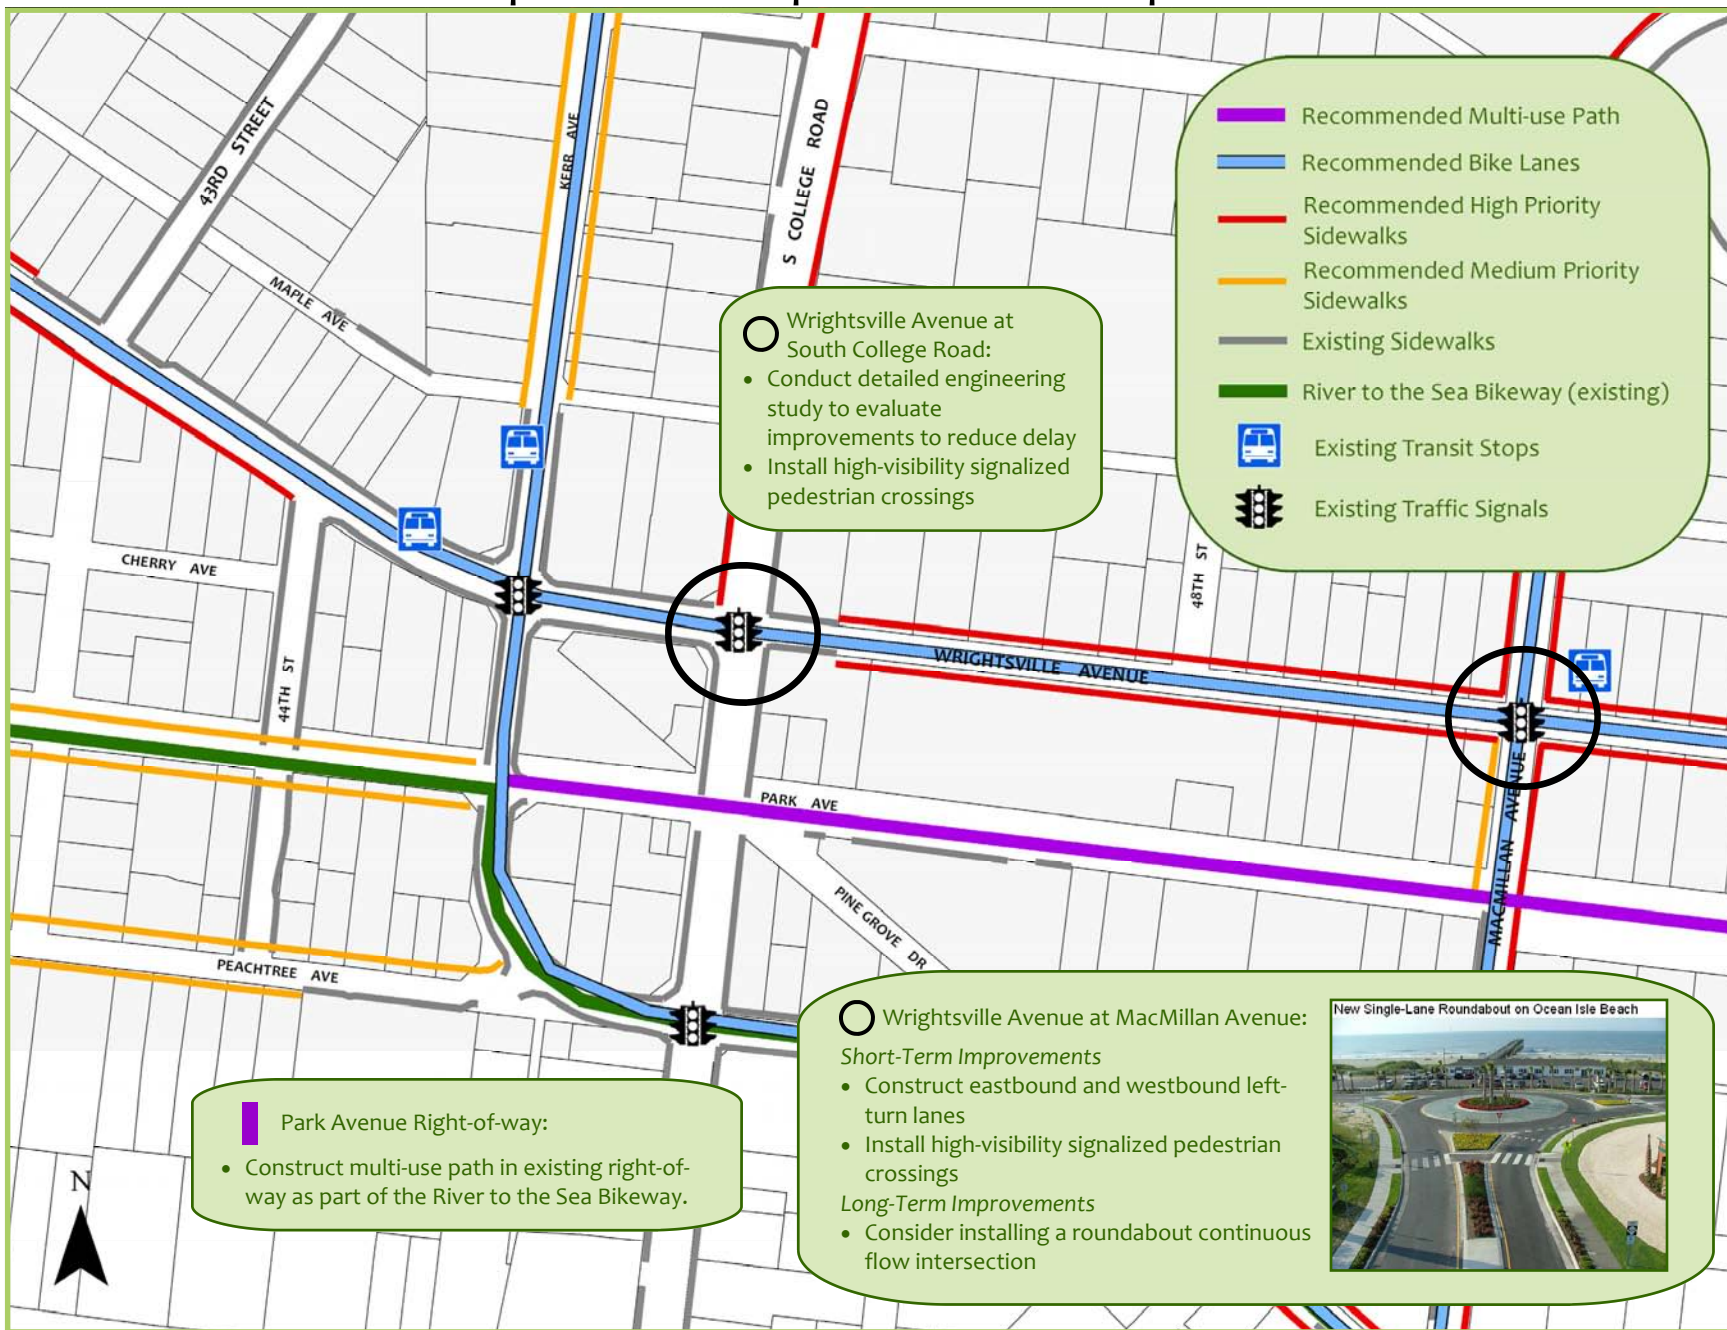 43RD STREET
KERR AVE
S COLLEGE ROAD
MAPLE AVE
Recommended Multi-use Path
Recommended Bike Lanes
Recommended High Priority
Sidewalks
Recommended Medium Priority
Sidewalks
Existing Sidewalks
River to the Sea Bikeway (existing)
Existing Transit Stops
Existing Traffic Signals
Wrightsville Avenue at
South College Road:
• Conduct detailed engineering
study to evaluate
improvements to reduce delay
• Install high-visibility signalized
pedestrian crossings
CHERRY AVE
48TH ST
44TH ST
WRIGHTSVILLE AVENUE
PARK AVE
MACMILLAN AVENUE
PINE GROVE DR
PEACHTREE AVE
Wrightsville Avenue at MacMillan Avenue:
Short-Term Improvements
• Construct eastbound and westbound left-
turn lanes
• Install high-visibility signalized pedestrian
crossings
Long-Term Improvements
• Consider installing a roundabout continuous
flow intersection
New Single-Lane Roundabout on Ocean Isle Beach
Park Avenue Right-of-way:
• Construct multi-use path in existing right-of-
way as part of the River to the Sea Bikeway.
N